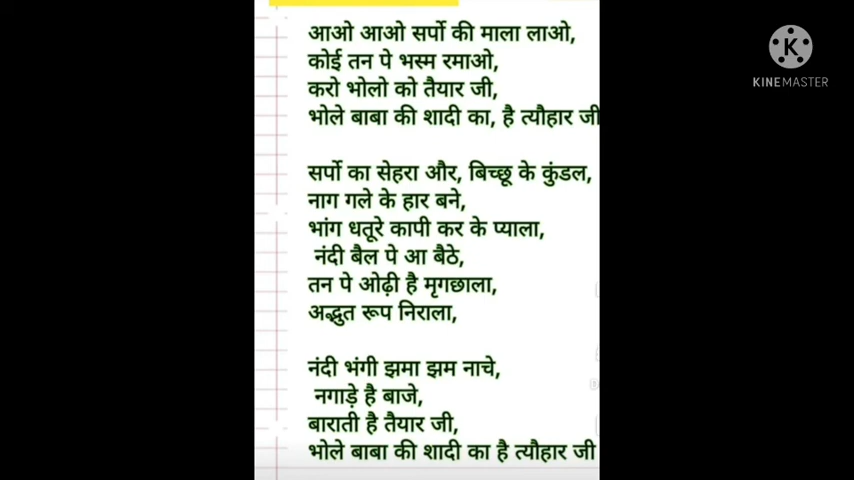 आओ आओ सर्पो की माला लाओ,
कोई तन पे भस्म रमाओ,
करो भोलो को तैयार जी,
भोले बाबा की शादी का, है त्यौहार जी
सर्पो का सेहरा और, बिच्छू के कुंडल,
नाग गले के हार बने,
भांग धतूरे कापी कर के प्याला,
नंदी बैल पे आ बैठे,
तन पे ओढ़ी है मृगछाला,
अद्भुत रूप निराला,
नंदी भंगी झमा झम नाचे,
नगाड़े है बाजे,
बाराती है तैयार जी,
भोले बाबा की शादी का है त्यौहार जी
K
KINEMASTER